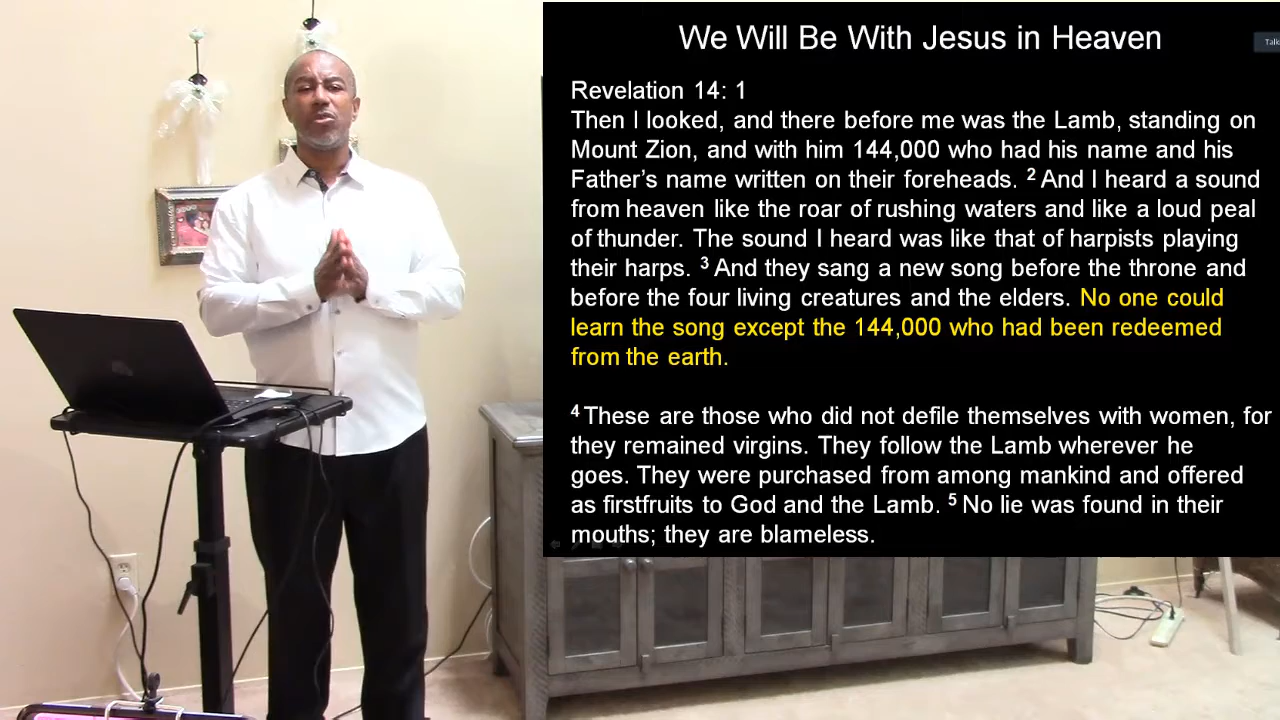 We Will Be With Jesus in Heaven
Revelation 14: 1
Then I looked, and there before me was the Lamb, standing on
Mount Zion, and with him 144,000 who had his name and his
Father’s name written on their foreheads. 2 And I heard a sound
from heaven like the roar of rushing waters and like a loud peal
of thunder. The sound I heard was like that of harpists playing
their harps. 3 And they sang a new song before the throne and
before the four living creatures and the elders. No one could
learn the song except the 144,000 who had been redeemed
from the earth.
4 These are those who did not defile themselves with women, for
they remained virgins. They follow the Lamb wherever he
goes. They were purchased from among mankind and offered
as firstfruits to God and the Lamb. 5 No lie was found in their
mouths; they are blameless.